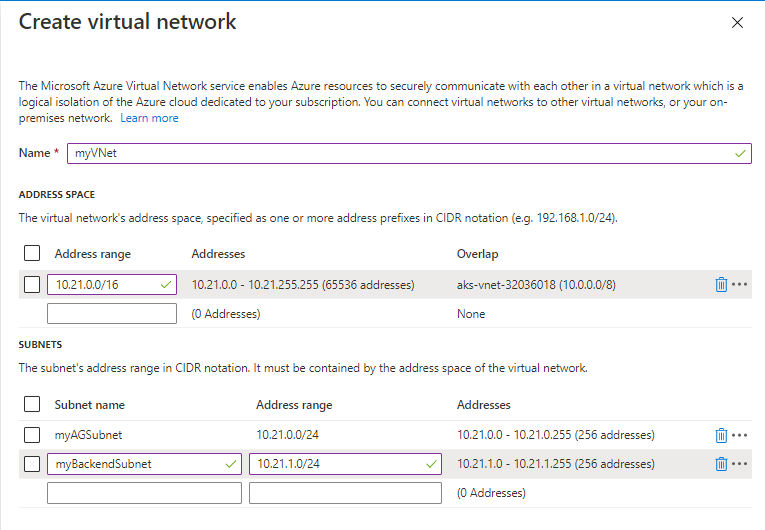 Create virtual network
The Microsoft Azure Virtual Network service enables Azure resources to securely communicate with each other in a virtual network which is a
logical isolation of the Azure cloud dedicated to your subscription. You can connect virtual networks to other virtual networks, or your on-
premises network. Learn more
Name * myVNet
ADDRESS SPACE
The virtual network's address space, specified as one or more address prefixes in CIDR notation (e.g. 192.168.1.0/24).
Address range Addresses Overlap
10.21.0.0/16 10.21.0.0 - 10.21.255.255 (65536 addresses) aks-vnet-32036018 (10.0.0.0/8)
(0 Addresses) None
SUBNETS
The subnet's address range in CIDR notation. It must be contained by the address space of the virtual network.
Subnet name Address range Addresses
myAGSubnet 10.21.0.0/24 10.21.0.0 - 10.21.0.255 (256 addresses)
myBackendSubnet 10.21.1.0/24 10.21.1.0 - 10.21.1.255 (256 addresses)
(0 Addresses)